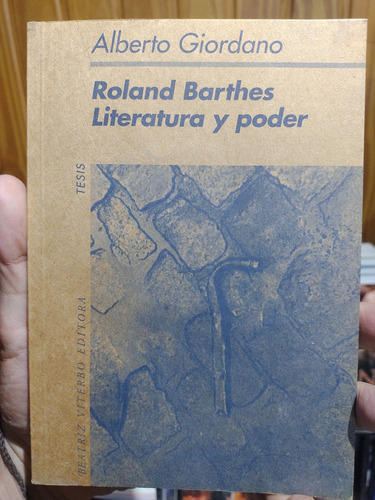 Alberto Giordano
Roland Barthes
Literatura y poder
TESIS
BEATRIZ VITERBO EDITORA